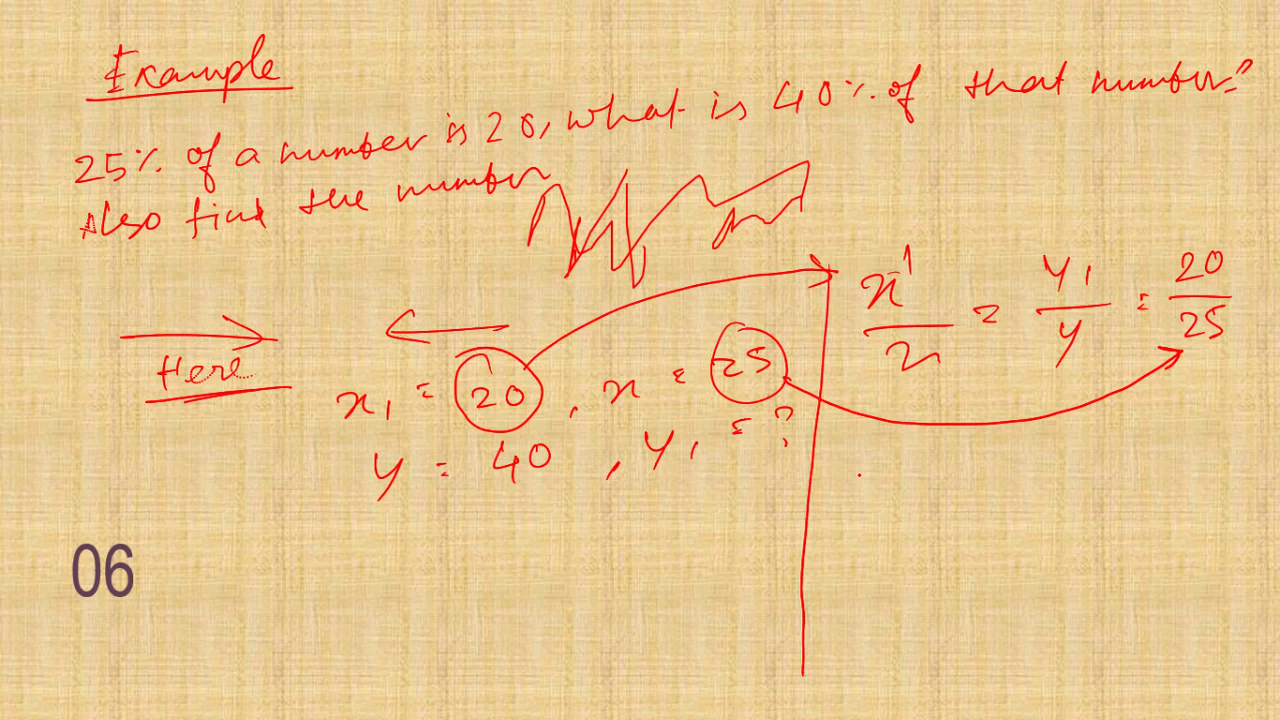 Example
25% of a number is 20, what is 40% of that number?
Also find the number
Here
x₁ = 20, x = 25
y = 40, y₁ = ?
x¹/x = y₁/y = 20/25
06